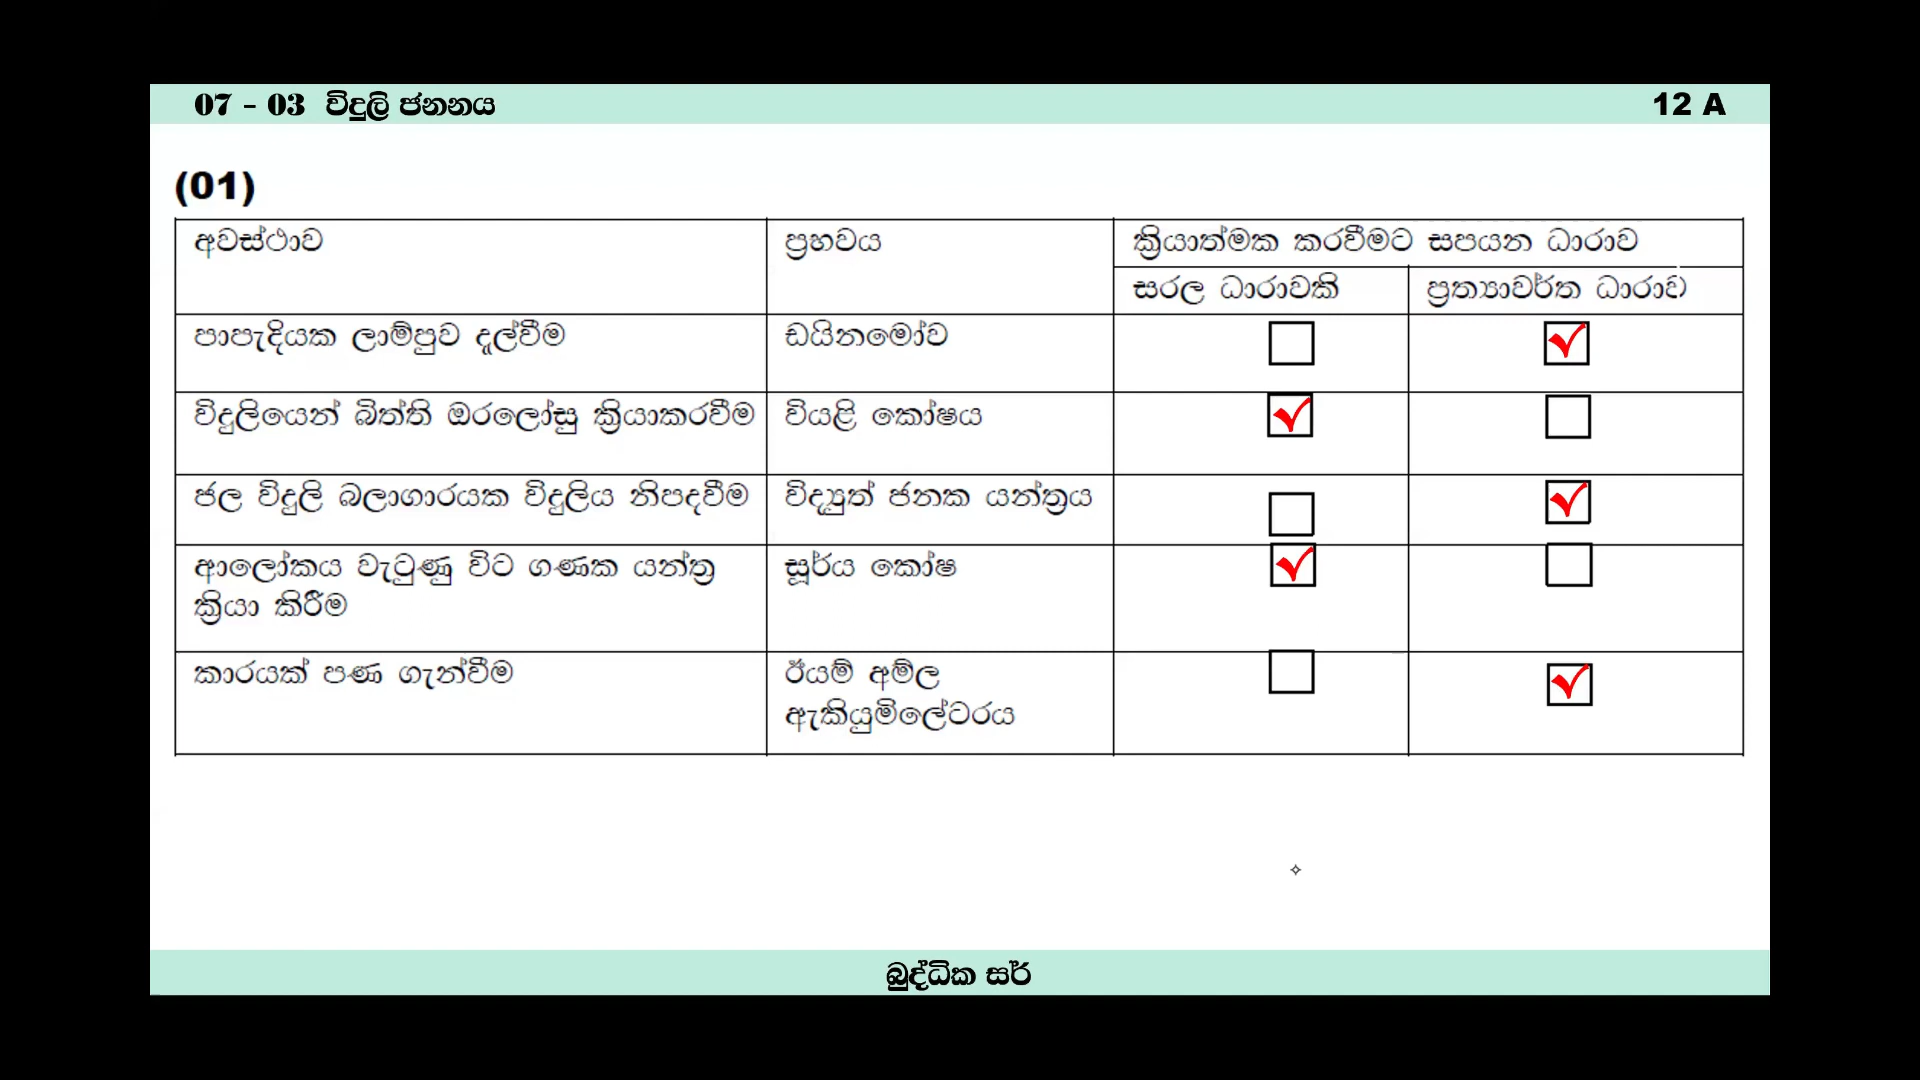 07 - 03 විදුලි ජනනය
12 A
(01)
අවස්ථාව
ප්‍රභවය
ක්‍රියාත්මක කරවීමට සපයන ධාරාව
සරල ධාරාවකි
ප්‍රත්‍යාවර්ත ධාරාව
පාපැදියක ලාම්පුව දැල්වීම
ඩයිනමෝව
විදුලියෙන් බිත්ති ඔරලෝසු ක්‍රියාකරවීම
වියළි කෝෂය
ජල විදුලි බලාගාරයක විදුලිය නිපදවීම
විද්‍යුත් ජනක යන්ත්‍රය
ආලෝකය වැටුණු විට ගණක යන්ත්‍ර
ක්‍රියා කිරීම
සූර්ය කෝෂ
කාරයක් පණ ගැන්වීම
ඊයම් අම්ල
ඇකියුමිලේටරය
බුද්ධික සර්